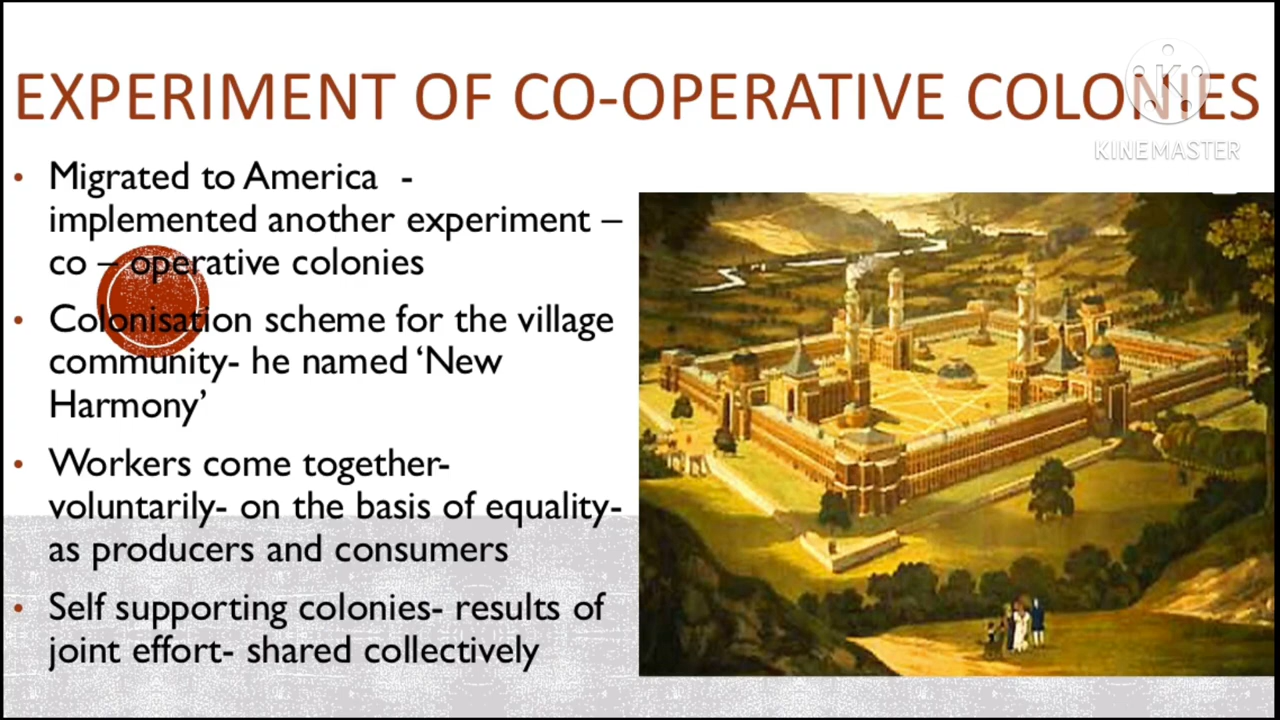 EXPERIMENT OF CO-OPERATIVE COLONIES
K
KINEMASTER
• Migrated to America -
implemented another experiment –
co – operative colonies
• Colonisation scheme for the village
community- he named ‘New
Harmony’
• Workers come together-
voluntarily- on the basis of equality-
as producers and consumers
• Self supporting colonies- results of
joint effort- shared collectively